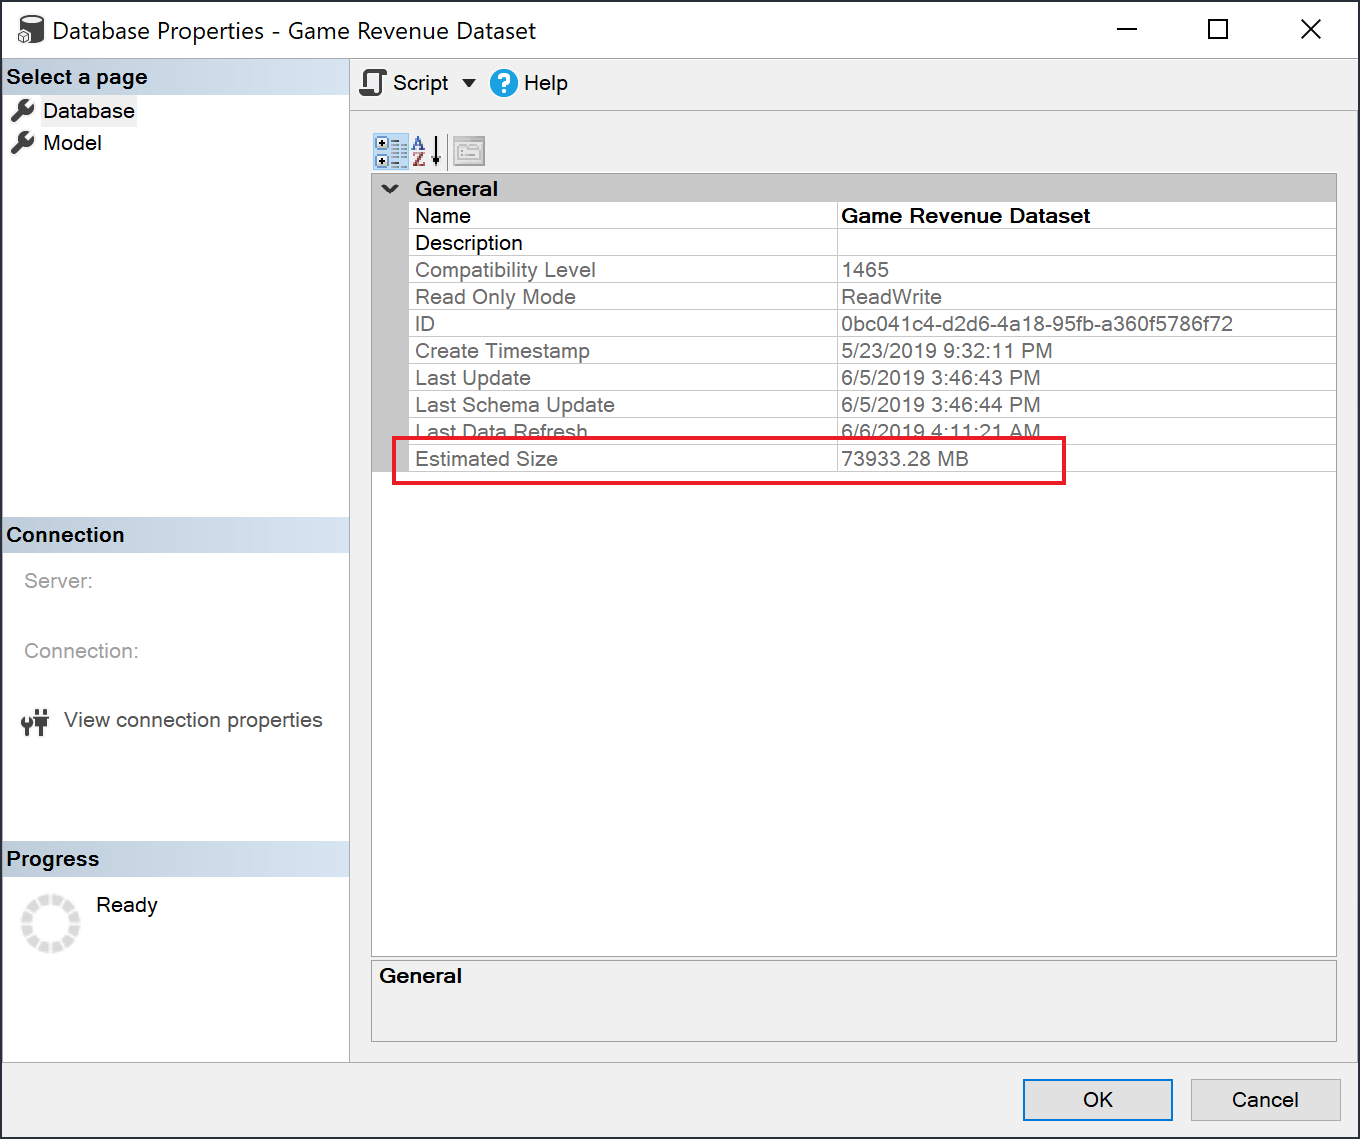 Database Properties - Game Revenue Dataset
Select a page
Database
Model
Script
Help
General
Name Game Revenue Dataset
Description
Compatibility Level 1465
Read Only Mode ReadWrite
ID 0bc041c4-d2d6-4a18-95fb-a360f5786f72
Create Timestamp 5/23/2019 9:32:11 PM
Last Update 6/5/2019 3:46:43 PM
Last Schema Update 6/5/2019 3:46:44 PM
Last Data Refresh 6/6/2019 4:11:21 AM
Estimated Size 73933.28 MB
Connection
Server:
Connection:
View connection properties
Progress
Ready
General
OK
Cancel